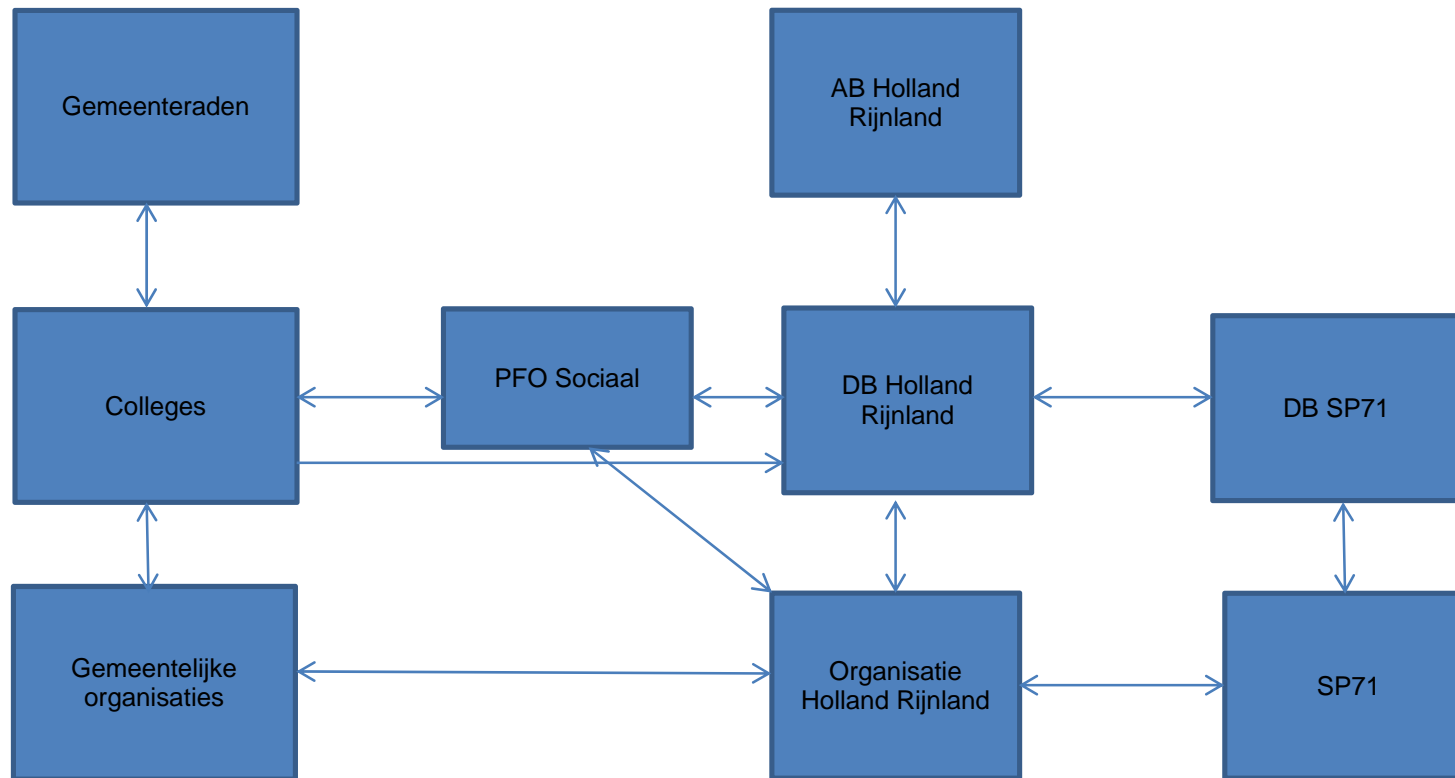 Gemeenteraden
AB Holland
Rijnland
Colleges
PFO Sociaal
DB Holland
Rijnland
DB SP71
Gemeentelijke
organisaties
Organisatie
Holland Rijnland
SP71